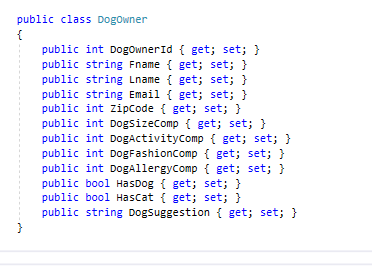 public class DogOwner
{
public int DogOwnerId { get; set; }
public string Fname { get; set; }
public string Lname { get; set; }
public string Email { get; set; }
public int ZipCode { get; set; }
public int DogSizeComp { get; set; }
public int DogActivityComp { get; set; }
public int DogFashionComp { get; set; }
public int DogAllergyComp { get; set; }
public bool HasDog { get; set; }
public bool HasCat { get; set; }
public string DogSuggestion { get; set; }
}